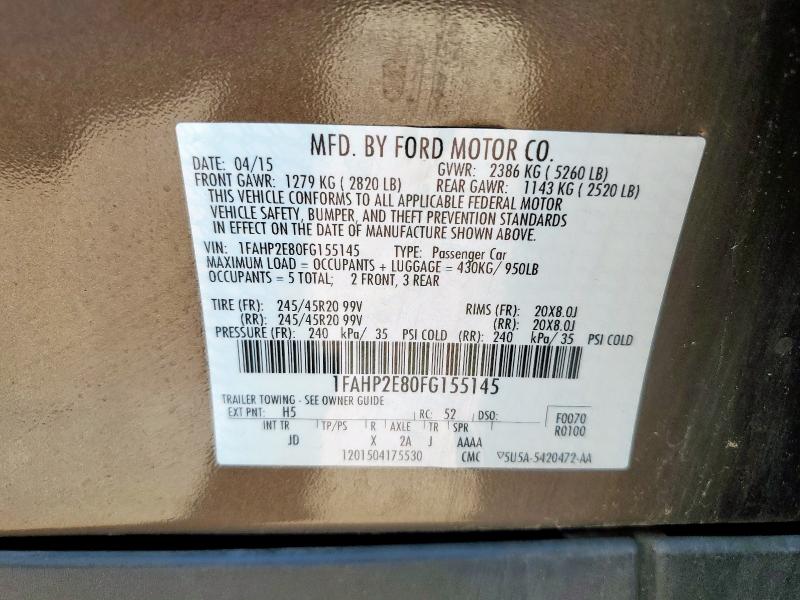 MFD. BY FORD MOTOR CO.
DATE: 04/15 GVWR: 2386 KG ( 5260 LB)
FRONT GAWR: 1279 KG ( 2820 LB) REAR GAWR: 1143 KG ( 2520 LB)
THIS VEHICLE CONFORMS TO ALL APPLICABLE FEDERAL MOTOR
VEHICLE SAFETY, BUMPER, AND THEFT PREVENTION STANDARDS
IN EFFECT ON THE DATE OF MANUFACTURE SHOWN ABOVE.
VIN: 1FAHP2E80FG155145 TYPE: Passenger Car
MAXIMUM LOAD = OCCUPANTS + LUGGAGE = 430KG/ 950LB
OCCUPANTS = 5 TOTAL; 2 FRONT, 3 REAR
TIRE (FR): 245/45R20 99V RIMS (FR): 20X8.0J
(RR): 245/45R20 99V (RR): 20X8.0J
PRESSURE (FR): 240 kPa/ 35 PSI COLD (RR): 240 kPa/ 35 PSI COLD
1FAHP2E80FG155145
TRAILER TOWING - SEE OWNER GUIDE
EXT PNT: H5 RC: 52 DSO: F0070
INT TR TP/PS R AXLE TR SPR R0100
JD X 2A J AAAA
1201504175530 CMC ▽5U5A-5420472-AA